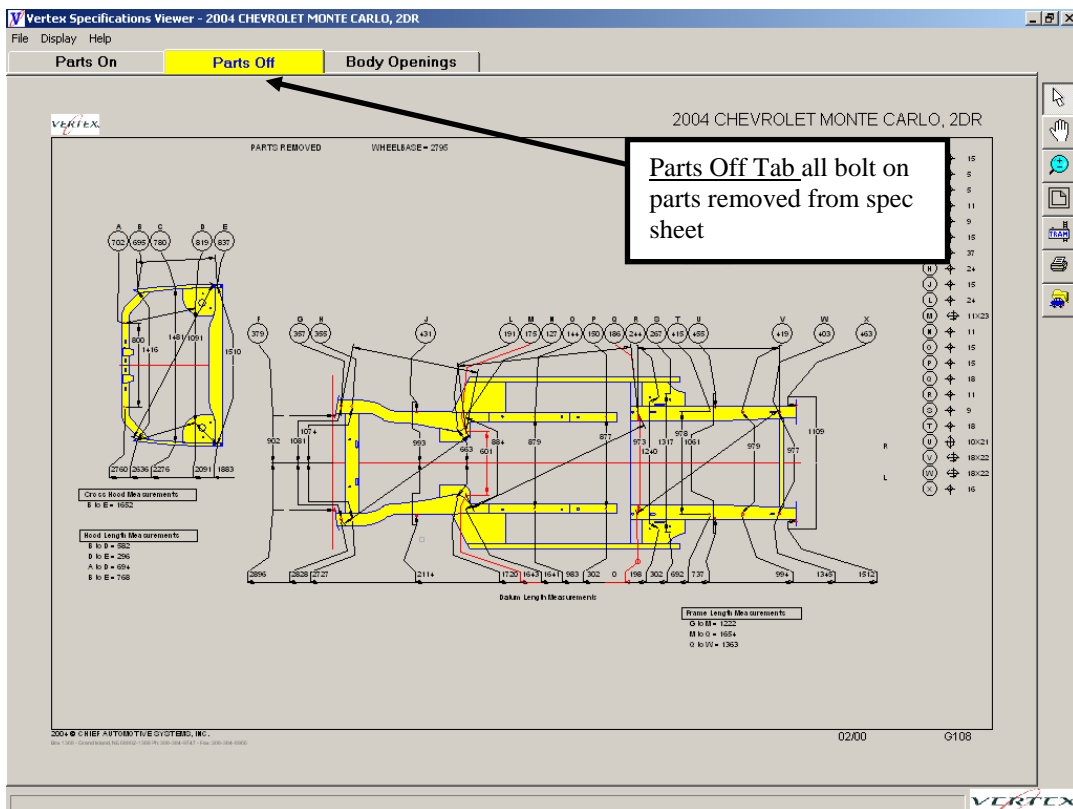 Vertex Specifications Viewer - 2004 CHEVROLET MONTE CARLO, 2DR
File Display Help
Parts On Parts Off Body Openings
VERTEX
2004 CHEVROLET MONTE CARLO, 2DR
PARTS REMOVED WHEELBASE = 2795
Parts Off Tab all bolt on
parts removed from spec
sheet
15
5
5
11
9
15
37
H 24
J 15
L 24
M 11X23
N 11
O 15
P 15
Q 18
R 11
S 9
T 18
U 10X21
V 18X22
W 18X22
X 16
TRAM
A B C D E
702 695 780 819 837
800
1416
1481
1091
1510
2760 2636 2276 2091 1883
Cross Hood Measurements
B to E = 1652
Hood Length Measurements
B to D = 582
D to E = 296
A to D = 694
B to E = 768
F G H J L M N O P Q R S T U V W X
379 357 355 431 191 175 127 144 150 186 244 267 415 455 419 403 463
902 1081 1074 993 663 601 884 879 877 973 1240 1317 978 1061 979 977 1109
R
L
2896 2828 2727 2114 1720 1643 1641 983 302 0 198 302 692 737 994 1345 1512
Datum Length Measurements
Frame Length Measurements
G to M = 1222
M to Q = 1654
Q to W = 1363
2004 © CHIEF AUTOMOTIVE SYSTEMS, INC.
02/00 G108
VERTEX